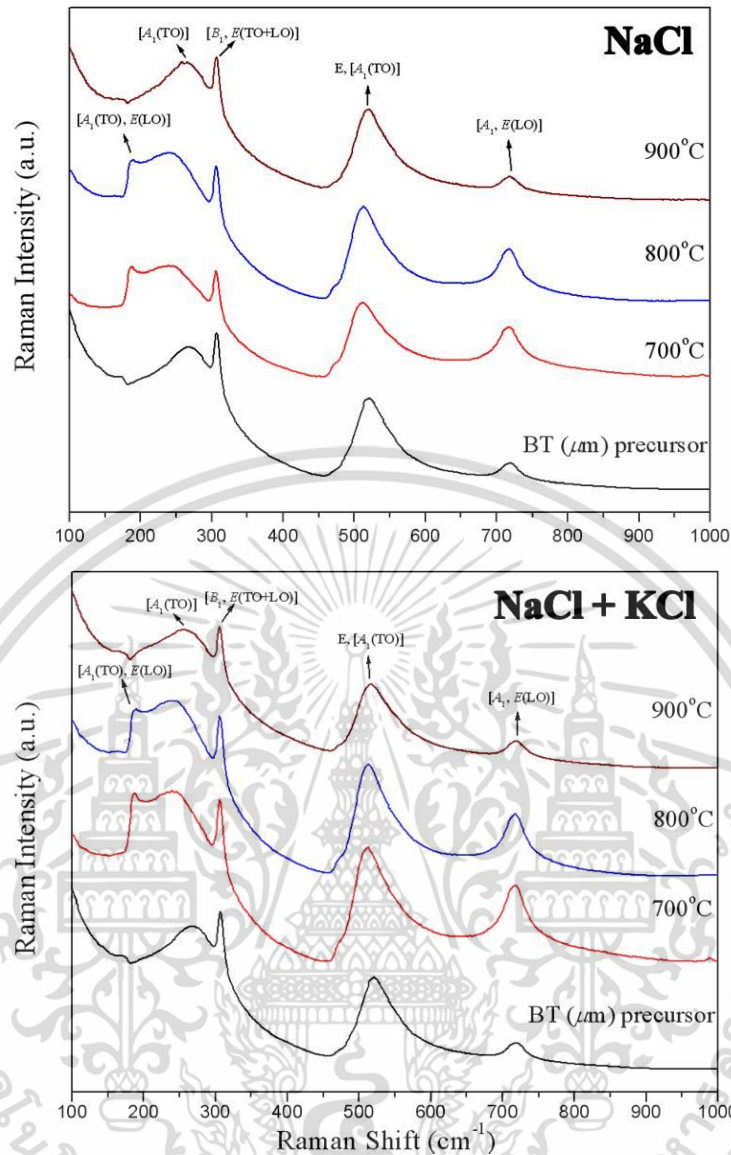 NaCl
[A₁(TO)]
[B₁, E(TO+LO)]
E, [A₁(TO)]
[A₁(TO), E(LO)]
[A₁, E(LO)]
900°C
800°C
700°C
BT (μm) precursor
Raman Intensity (a.u.)
100 200 300 400 500 600 700 800 900 1000
NaCl + KCl
[A₁(TO)]
[B₁, E(TO+LO)]
E, [A₁(TO)]
[A₁(TO), E(LO)]
[A₁, E(LO)]
900°C
800°C
700°C
BT (μm) precursor
Raman Intensity (a.u.)
100 200 300 400 500 600 700 800 900 1000
Raman Shift (cm⁻¹)